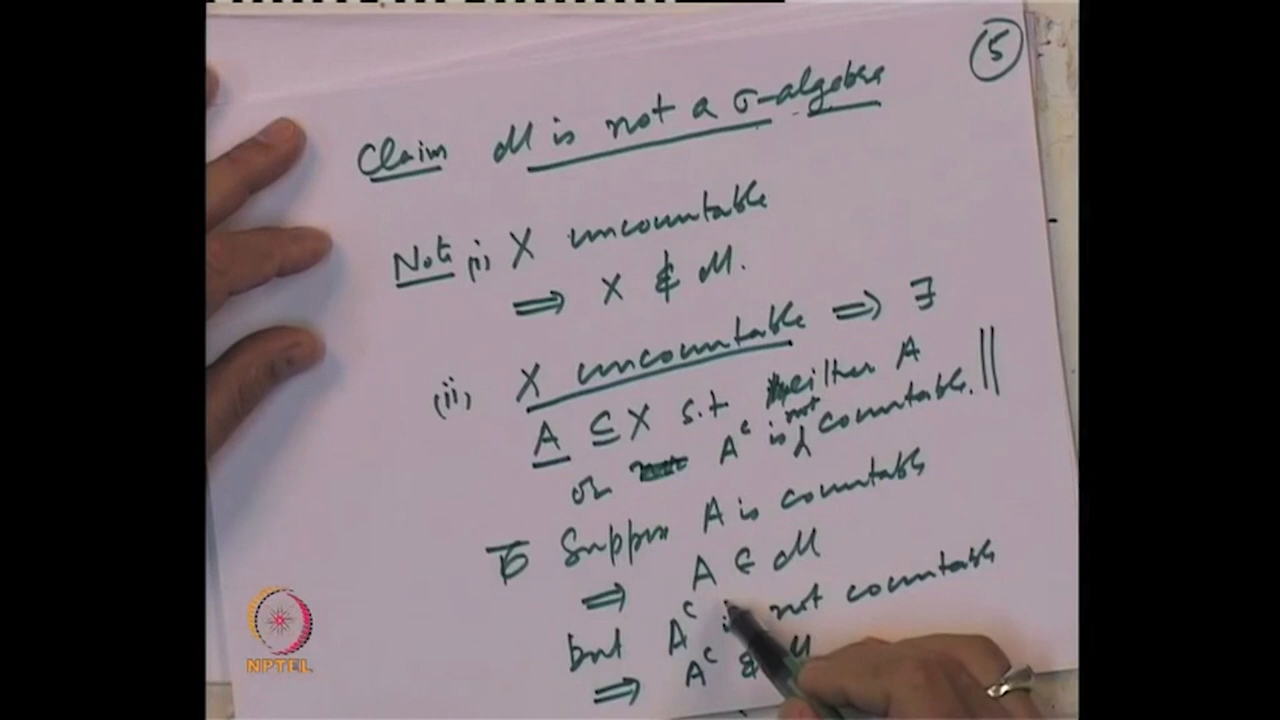 5
Claim M is not a σ-algebra
Note (i) X uncountable
⟹ X ∉ M.
(ii) X uncountable ⟹ ∃
A ⊆ X s.t either A
or A^c is not countable.
Suppose A is countable
⟹ A ∈ M
but A^c is not countable
⟹ A^c ∉ M
NPTEL